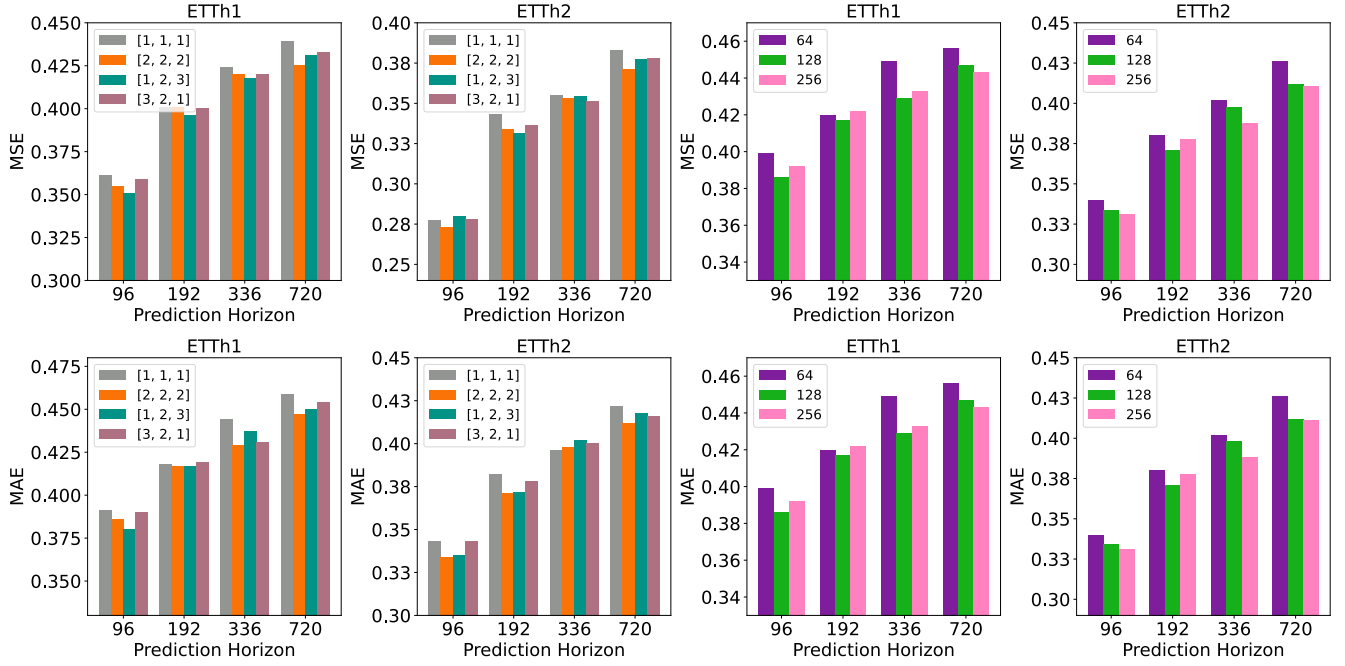 ETTh1
0.450
0.425
0.400
0.375
0.350
0.325
0.300
MSE
[1, 1, 1]
[2, 2, 2]
[1, 2, 3]
[3, 2, 1]
96 192 336 720
Prediction Horizon
ETTh2
0.40
0.38
0.35
0.33
0.30
0.28
0.25
MSE
[1, 1, 1]
[2, 2, 2]
[1, 2, 3]
[3, 2, 1]
96 192 336 720
Prediction Horizon
ETTh1
0.46
0.44
0.42
0.40
0.38
0.36
0.34
MSE
64
128
256
96 192 336 720
Prediction Horizon
ETTh2
0.45
0.43
0.40
0.38
0.35
0.33
0.30
MSE
64
128
256
96 192 336 720
Prediction Horizon
ETTh1
0.475
0.450
0.425
0.400
0.375
0.350
MAE
[1, 1, 1]
[2, 2, 2]
[1, 2, 3]
[3, 2, 1]
96 192 336 720
Prediction Horizon
ETTh2
0.45
0.43
0.40
0.38
0.35
0.33
0.30
MAE
[1, 1, 1]
[2, 2, 2]
[1, 2, 3]
[3, 2, 1]
96 192 336 720
Prediction Horizon
ETTh1
0.46
0.44
0.42
0.40
0.38
0.36
0.34
MAE
64
128
256
96 192 336 720
Prediction Horizon
ETTh2
0.45
0.43
0.40
0.38
0.35
0.33
0.30
MAE
64
128
256
96 192 336 720
Prediction Horizon